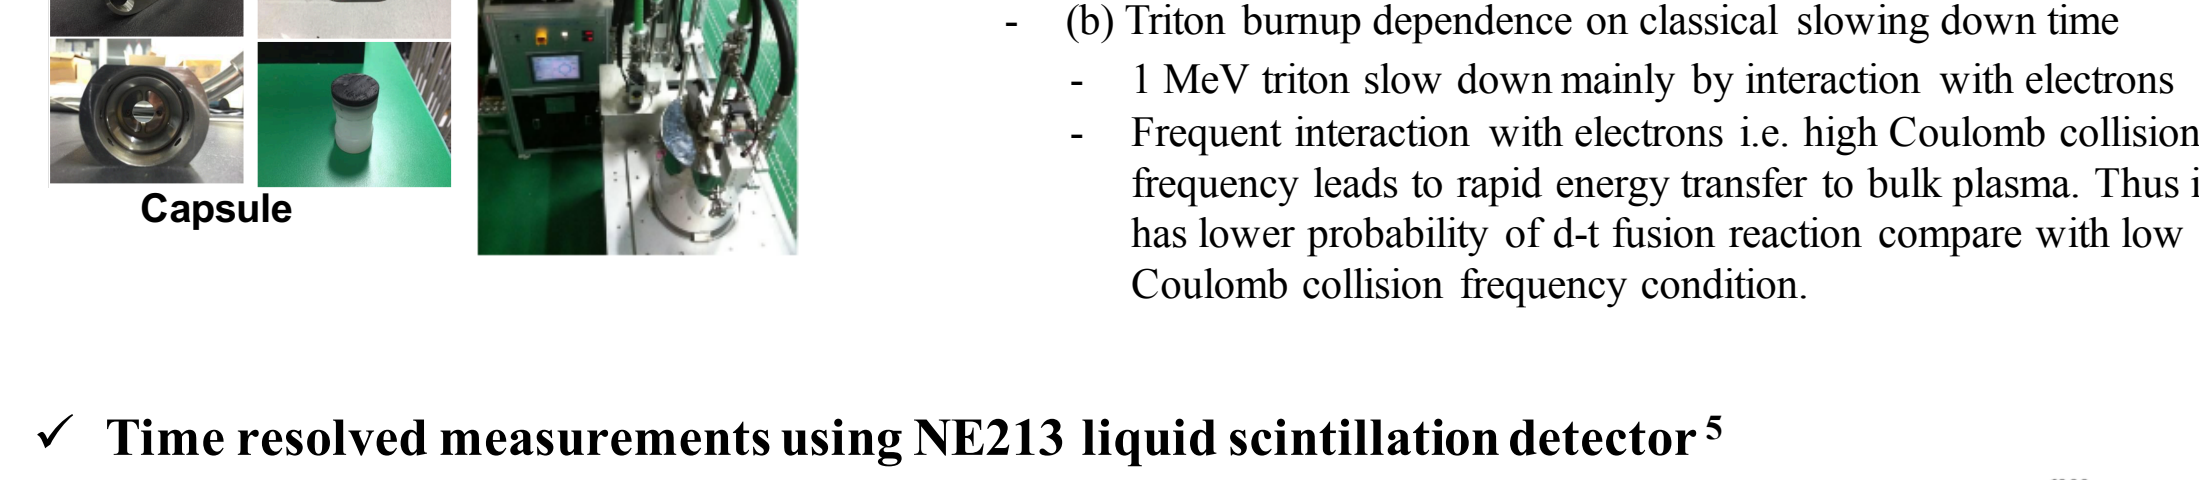 - (b) Triton burnup dependence on classical slowing down time
- 1 MeV triton slow down mainly by interaction with electrons
- Frequent interaction with electrons i.e. high Coulomb collision
frequency leads to rapid energy transfer to bulk plasma. Thus i
has lower probability of d-t fusion reaction compare with low
Coulomb collision frequency condition.
Capsule
✓ Time resolved measurements using NE213 liquid scintillation detector 5